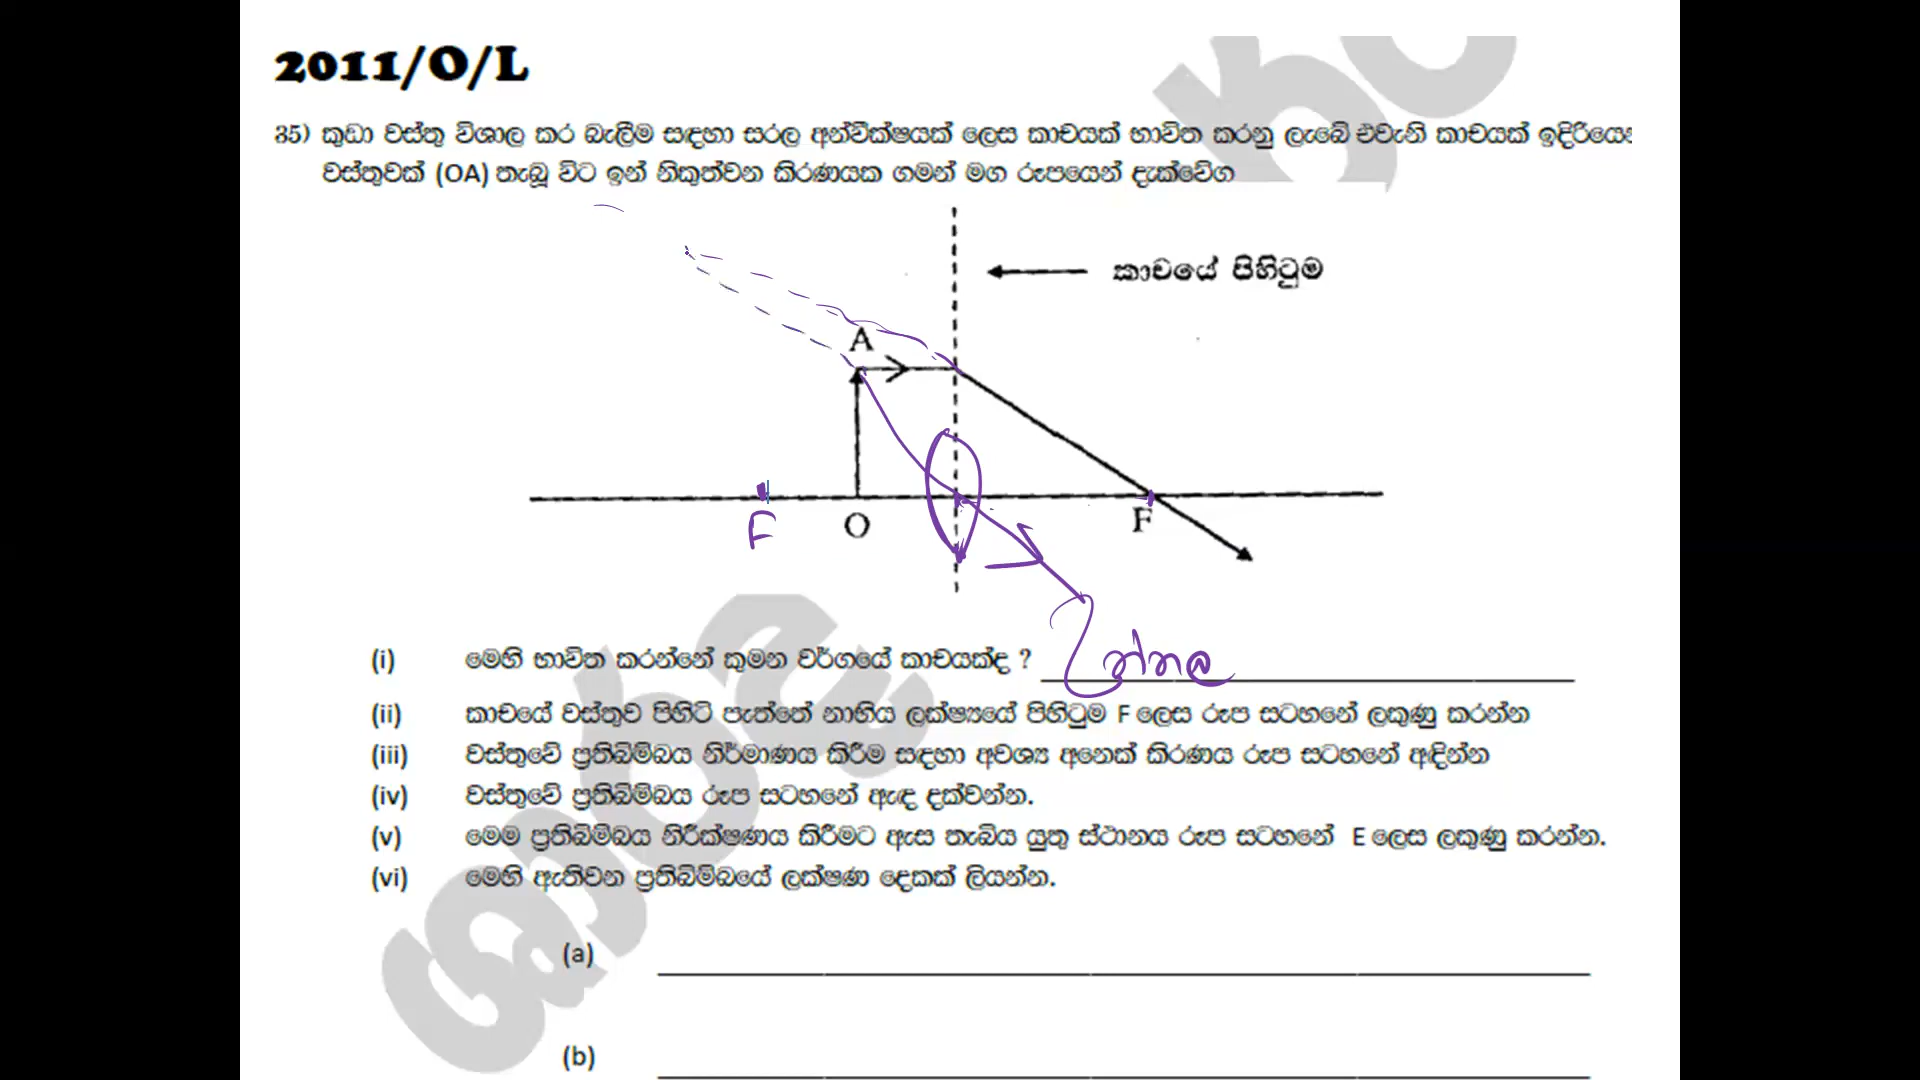 2011/O/L
35) කුඩා වස්තු විශාල කර බැලීම සඳහා සරල අන්වීක්ෂයක් ලෙස කාචයක් භාවිත කරනු ලැබේ එවැනි කාචයක්
වස්තුවක් (OA) තැබූ විට ඉන් නිකුත්වන කිරණයක ගමන් මග රූපයෙන් දැක්වේග
කාචයේ පිහිටුම
A
F O F
(i) මෙහි භාවිත කරන්නේ කුමන වර්ගයේ කාචයක්ද ? උත්තල
(ii) කාචයේ වස්තුව පිහිටි පැත්තේ නාභිය ලක්ෂ්‍යයේ පිහිටුම F ලෙස රූප සටහනේ ලකුණු කරන්න
(iii) වස්තුවේ ප්‍රතිබිම්බය නිර්මාණය කිරීම සඳහා අවශ්‍ය අනෙක් කිරණය රූප සටහනේ අඳින්න
(iv) වස්තුවේ ප්‍රතිබිම්බය රූප සටහනේ ඇඳ දක්වන්න.
(v) මෙම ප්‍රතිබිම්බය නිරීක්ෂණය කිරීමට ඇස තැබිය යුතු ස්ථානය රූප සටහනේ E ලෙස ලකුණු කරන්න.
(vi) මෙහි ඇතිවන ප්‍රතිබිම්බයේ ලක්ෂණ දෙකක් ලියන්න.
(a)
(b)